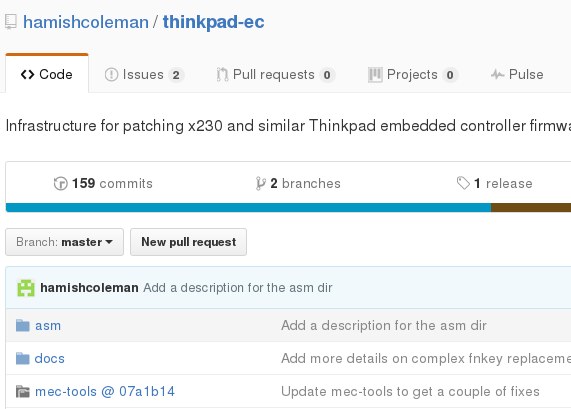 hamishcoleman / thinkpad-ec
Code Issues 2 Pull requests 0 Projects 0 Pulse
Infrastructure for patching x230 and similar Thinkpad embedded controller firmwa
159 commits 2 branches 1 release
Branch: master New pull request
hamishcoleman Add a description for the asm dir
asm Add a description for the asm dir
docs Add more details on complex fnkey replaceme
mec-tools @ 07a1b14 Update mec-tools to get a couple of fixes